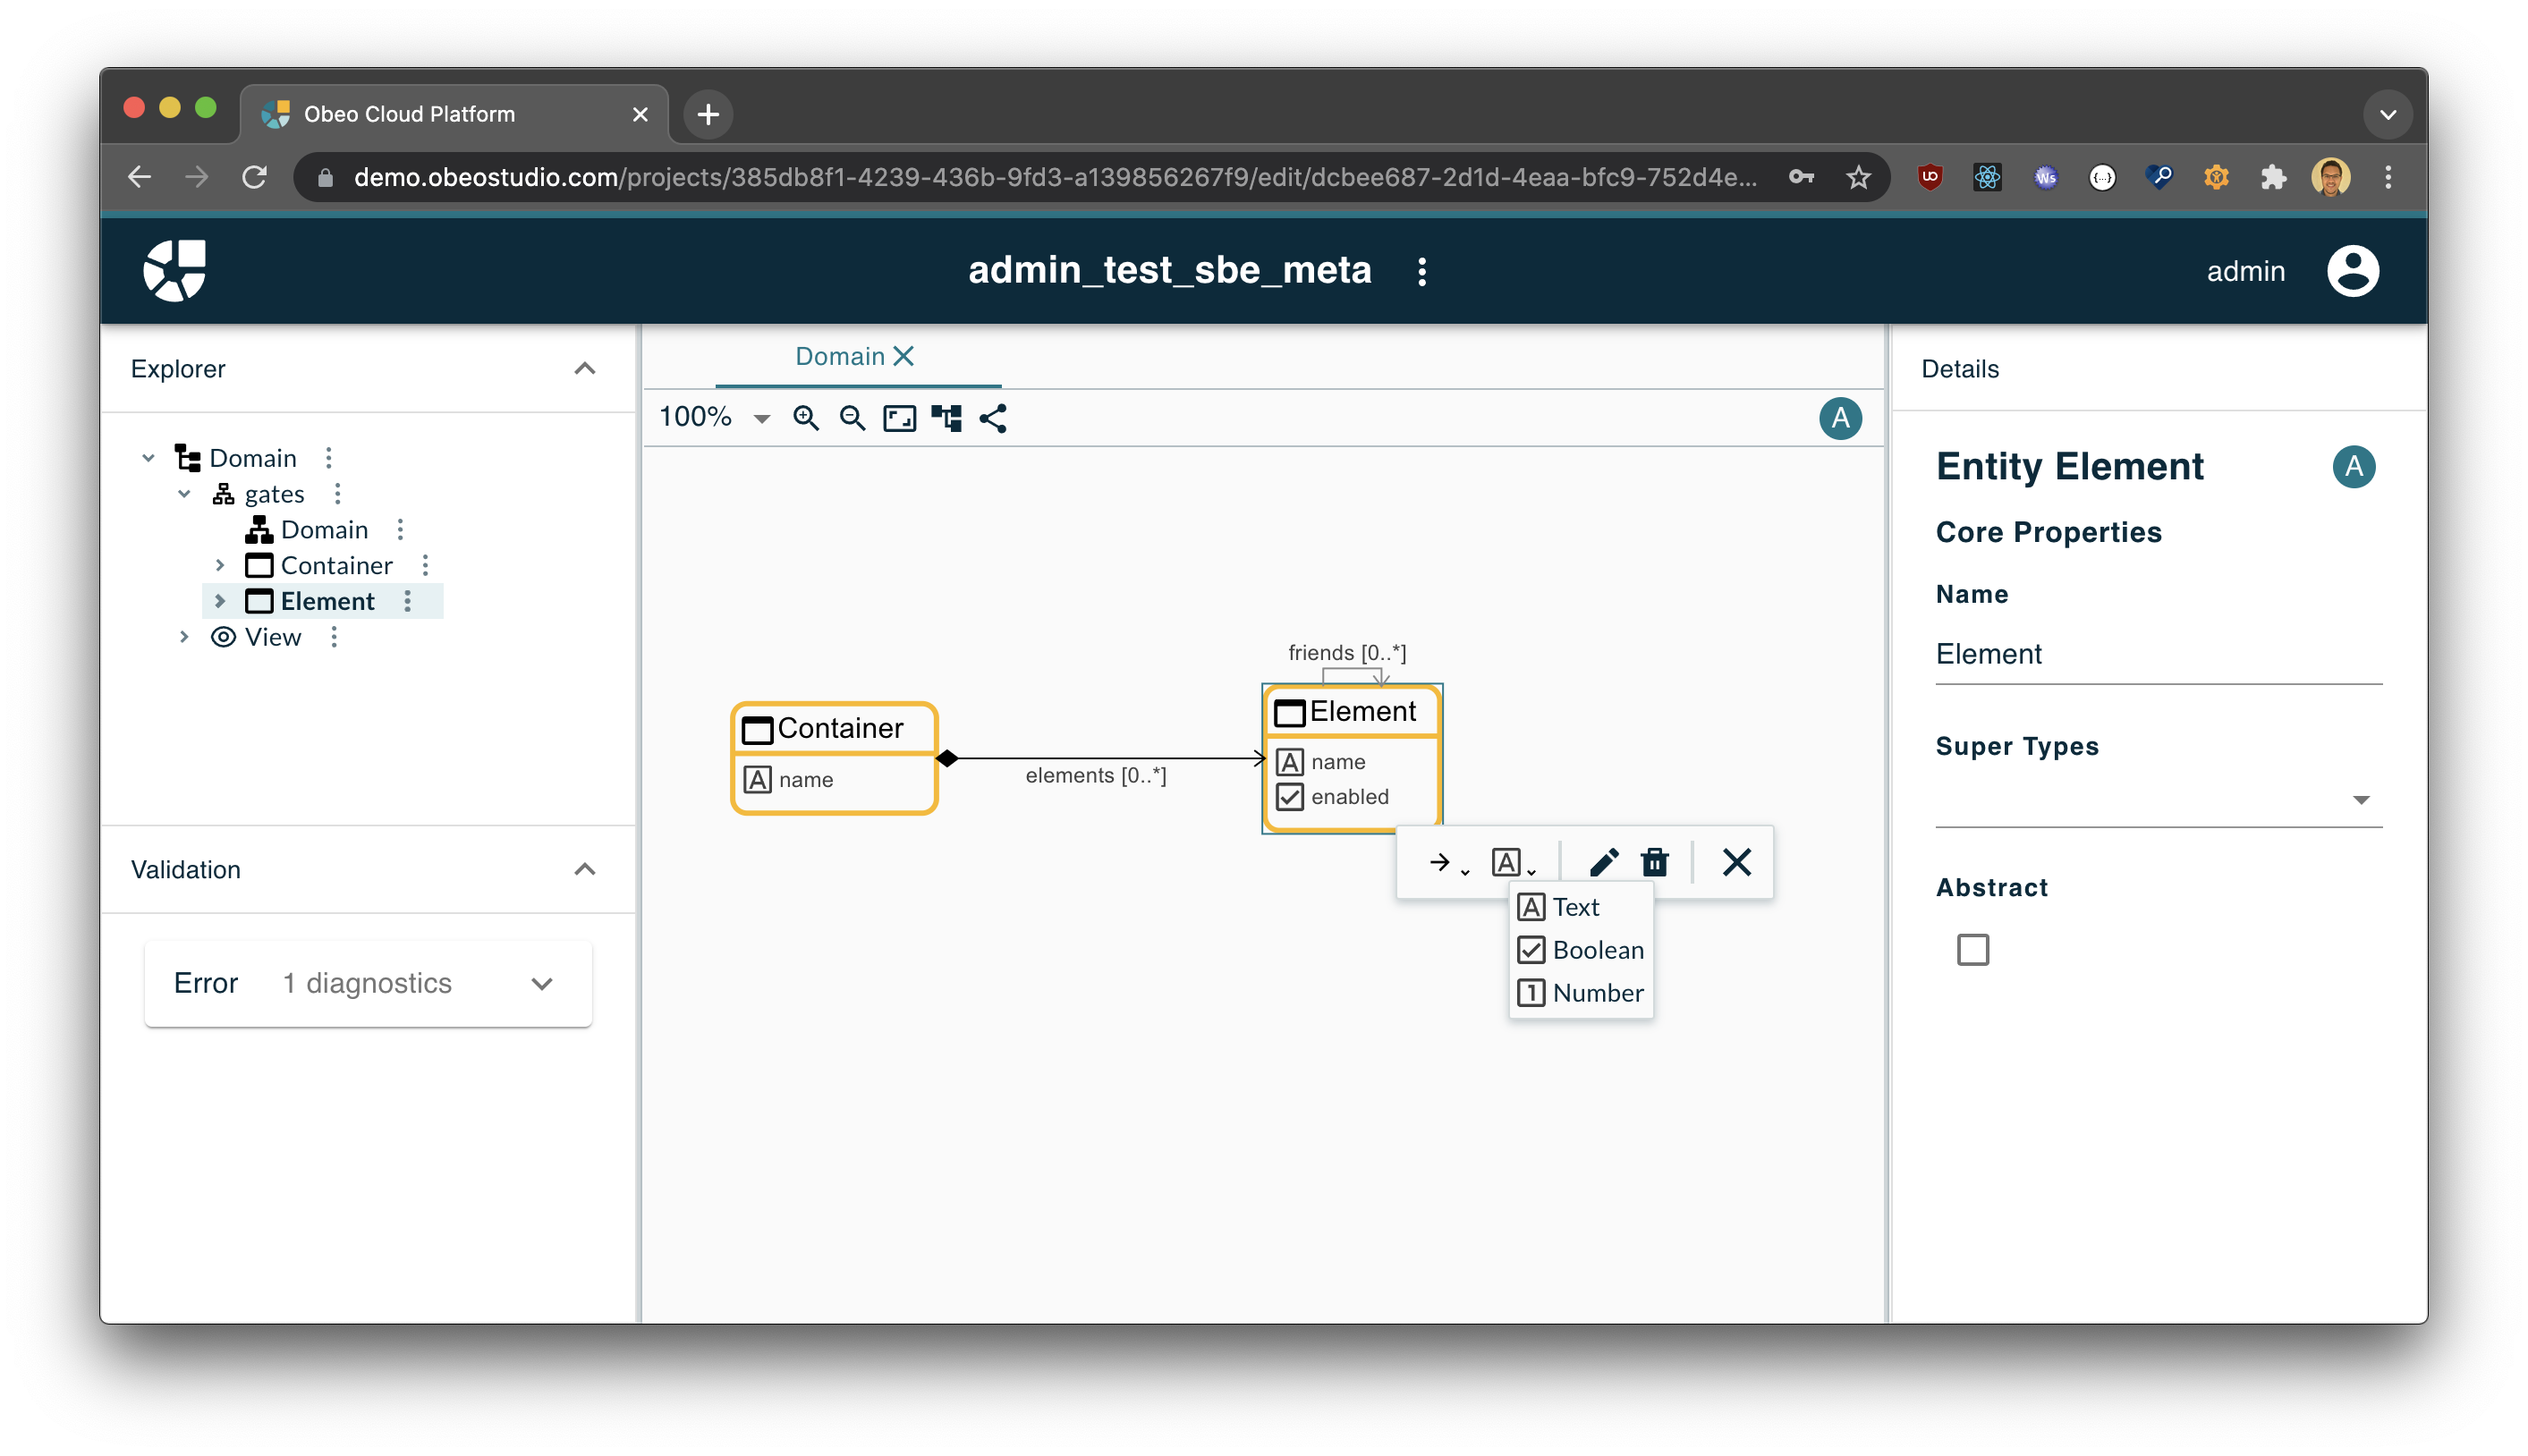 Obeo Cloud Platform
demo.obeostudio.com/projects/385db8f1-4239-436b-9fd3-a139856267f9/edit/dcbee687-2d1d-4eaa-bfc9-752d4e...
admin_test_sbe_meta
admin
Explorer
Domain
gates
Domain
Container
Element
View
Validation
Error 1 diagnostics
Domain
100%
A
friends [0..*]
Container
name
elements [0..*]
Element
name
enabled
Text
Boolean
Number
Details
Entity Element
A
Core Properties
Name
Element
Super Types
Abstract